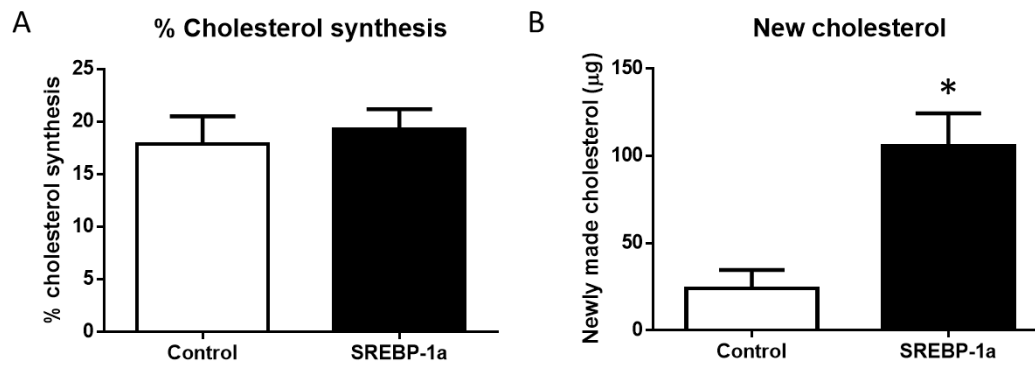 A
% Cholesterol synthesis
% cholesterol synthesis
25
20
15
10
5
0
Control
SREBP-1a
B
New cholesterol
Newly made cholesterol (μg)
150
*
100
50
0
Control
SREBP-1a